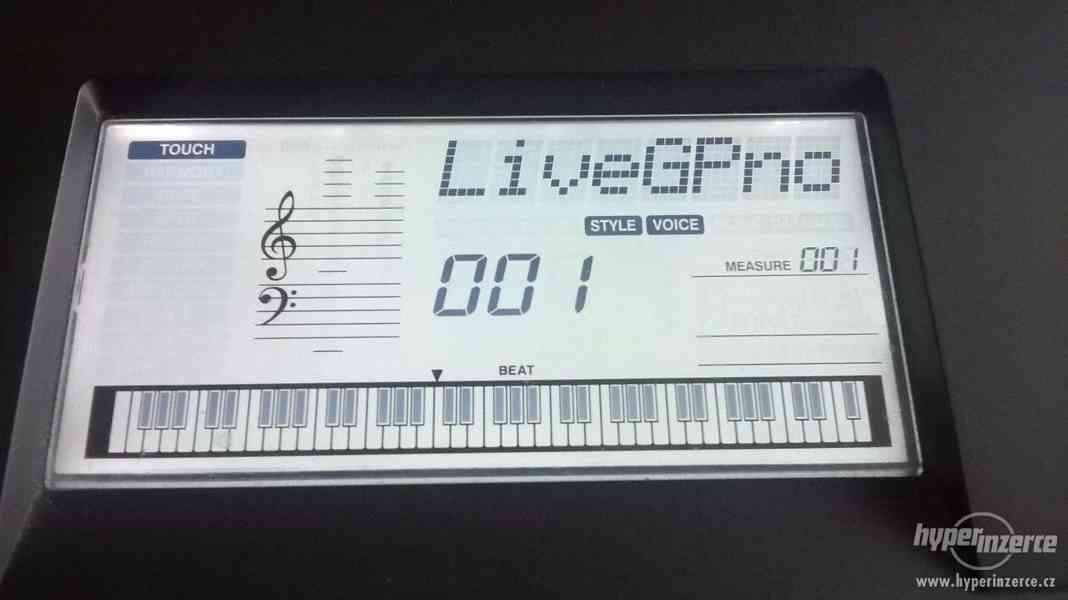 TOUCH
LiveGPno
STYLE VOICE
001
MEASURE 001
BEAT
hyperinzerce
www.hyperinzerce.cz